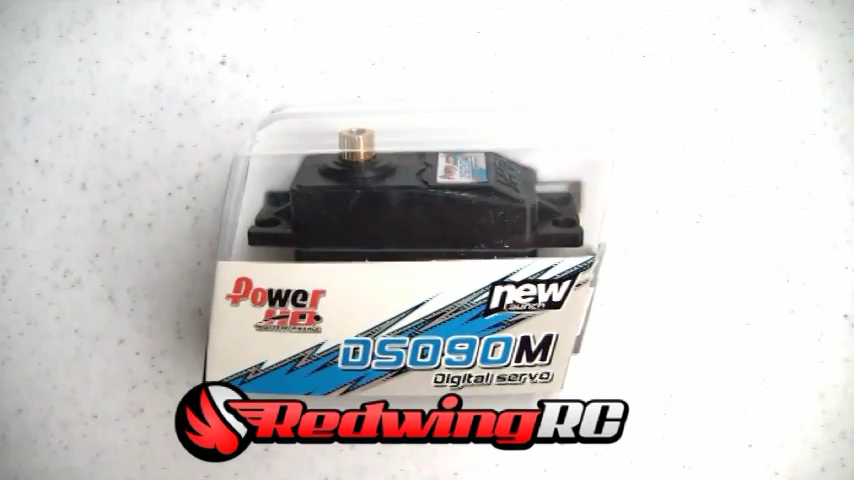 Power
HD
new
Launch
DS090M
Digital servo
RedwingRC